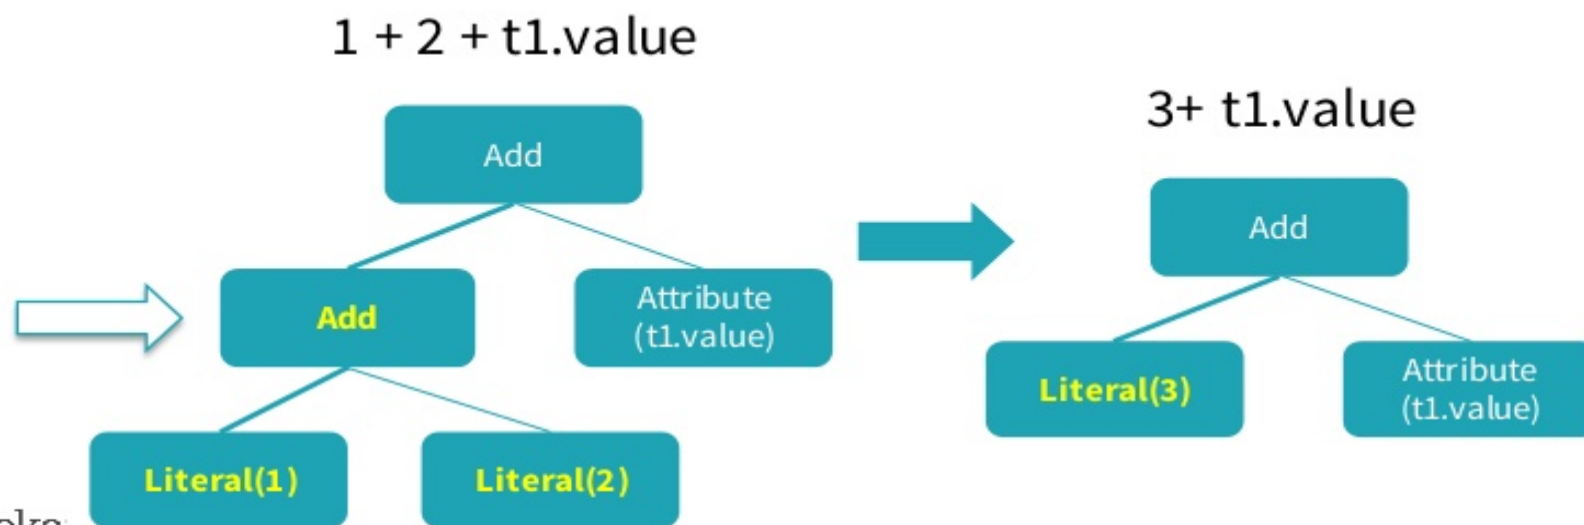 1 + 2 + t1.value
Add
Add
Attribute
(t1.value)
Literal(1)
Literal(2)
3+ t1.value
Add
Literal(3)
Attribute
(t1.value)